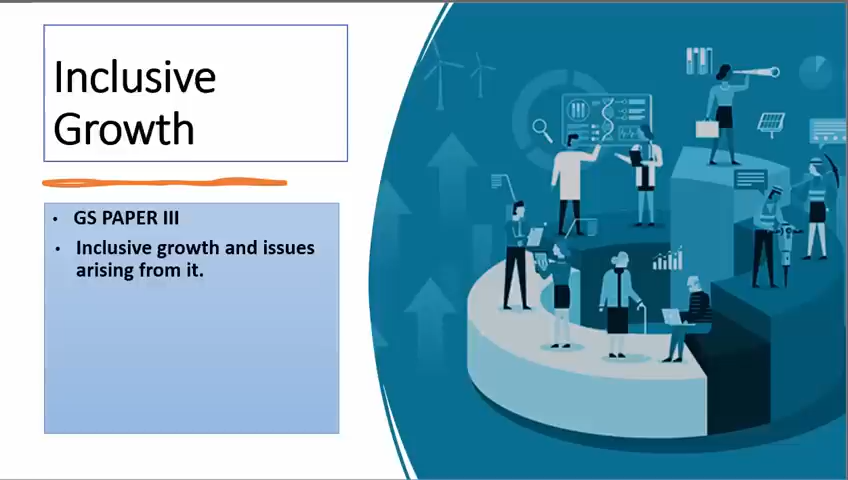 Inclusive
Growth
• GS PAPER III
• Inclusive growth and issues
arising from it.